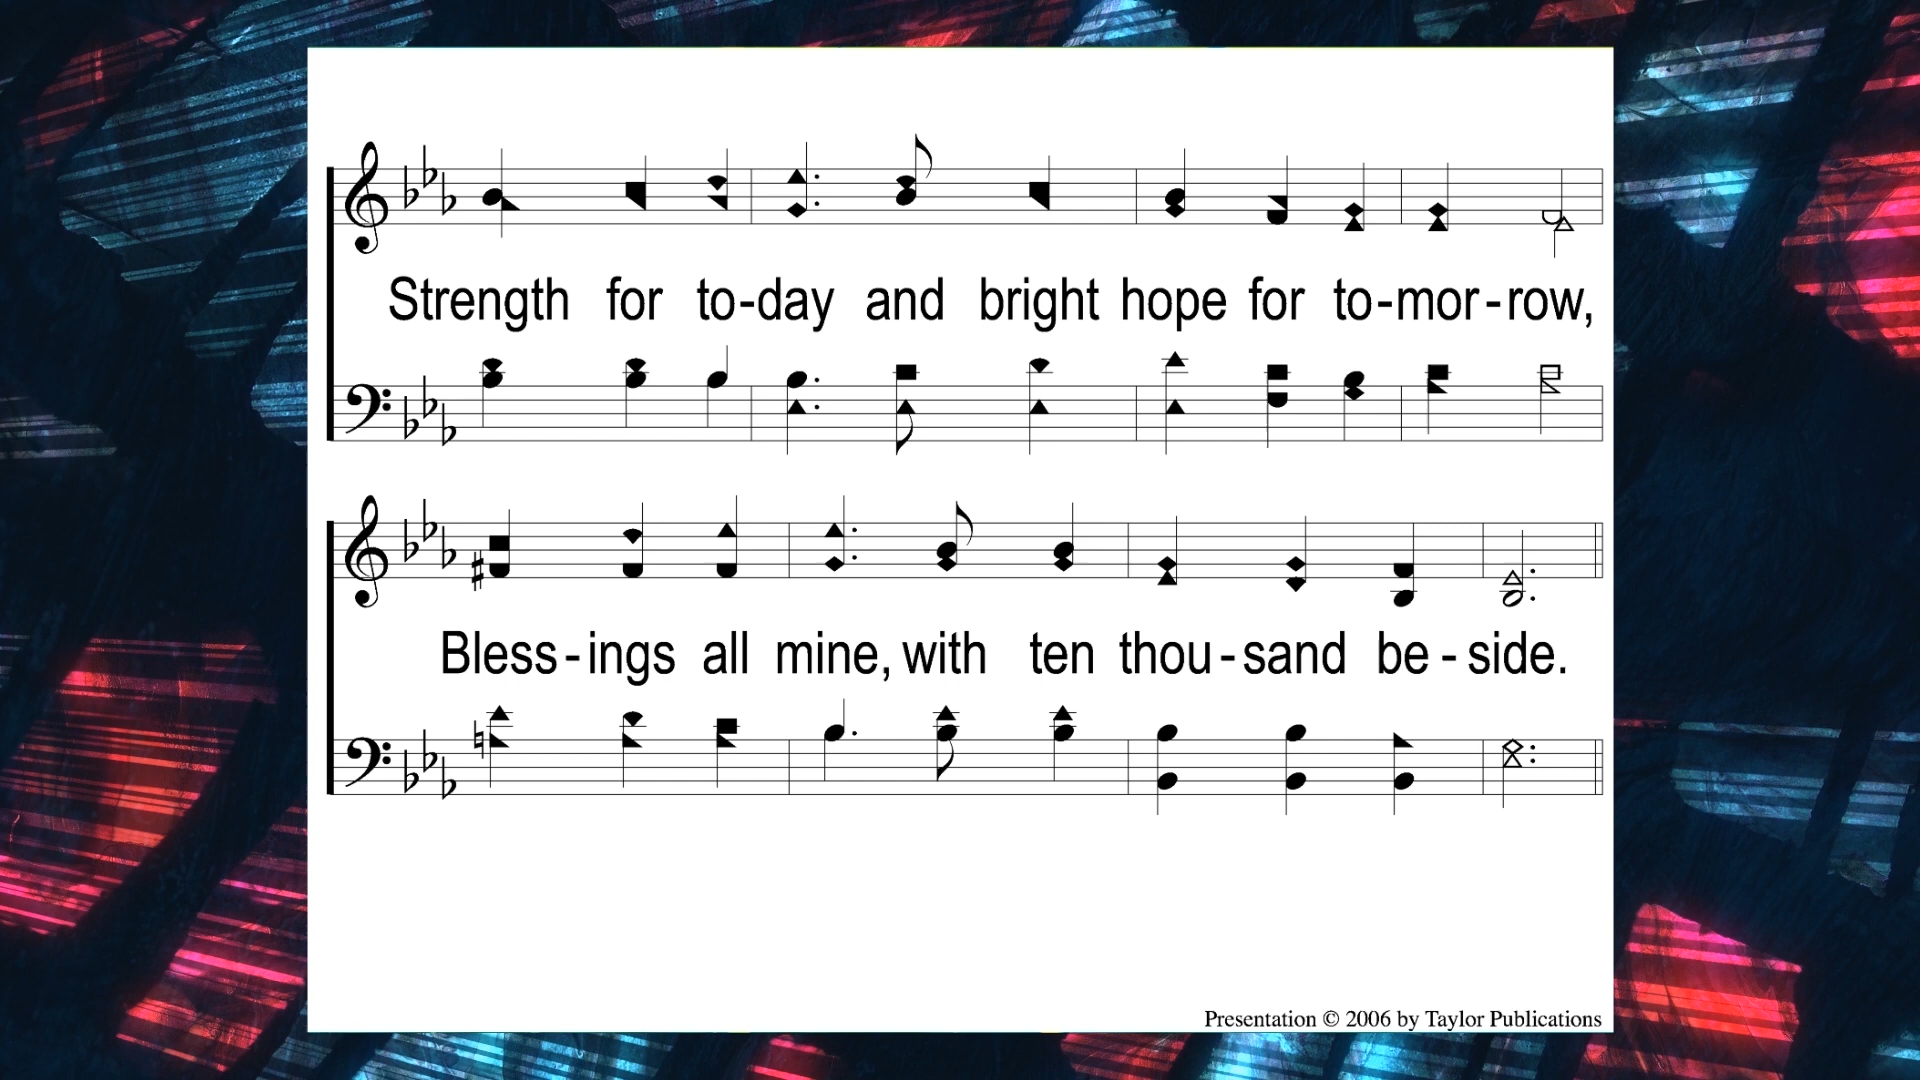 Strength for to-day and bright hope for to-mor-row,
Bless-ings all mine, with ten thou-sand be-side.
Presentation © 2006 by Taylor Publications